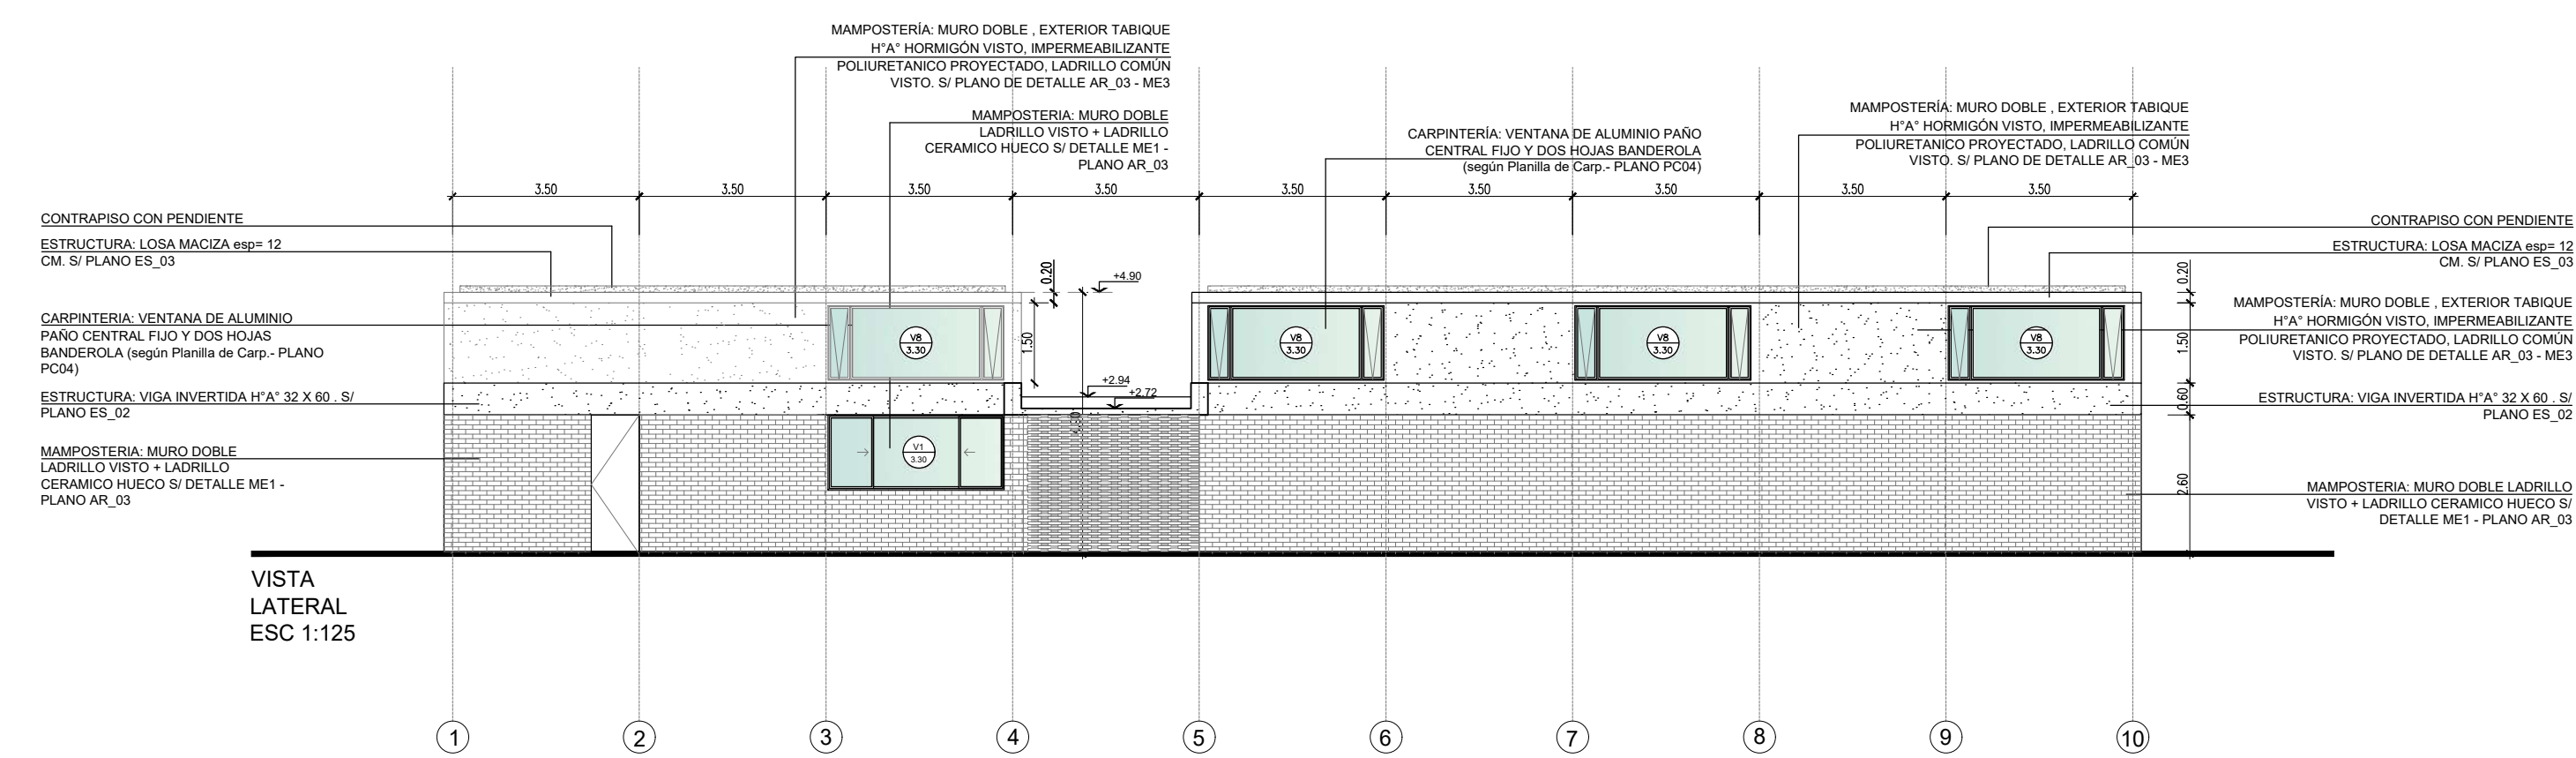 MAMPOSTERÍA: MURO DOBLE , EXTERIOR TABIQUE
H°A° HORMIGÓN VISTO, IMPERMEABILIZANTE
POLIURETANICO PROYECTADO, LADRILLO COMÚN
VISTO. S/ PLANO DE DETALLE AR_03 - ME3
MAMPOSTERIA: MURO DOBLE
LADRILLO VISTO + LADRILLO
CERAMICO HUECO S/ DETALLE ME1 -
PLANO AR_03
CARPINTERÍA: VENTANA DE ALUMINIO PAÑO
CENTRAL FIJO Y DOS HOJAS BANDEROLA
(según Planilla de Carp.- PLANO PC04)
MAMPOSTERÍA: MURO DOBLE , EXTERIOR TABIQUE
H°A° HORMIGÓN VISTO, IMPERMEABILIZANTE
POLIURETANICO PROYECTADO, LADRILLO COMÚN
VISTO. S/ PLANO DE DETALLE AR_03 - ME3
3.50 3.50 3.50 3.50 3.50 3.50 3.50 3.50 3.50
CONTRAPISO CON PENDIENTE
ESTRUCTURA: LOSA MACIZA esp= 12
CM. S/ PLANO ES_03
CARPINTERIA: VENTANA DE ALUMINIO
PAÑO CENTRAL FIJO Y DOS HOJAS
BANDEROLA (según Planilla de Carp.- PLANO
PC04)
ESTRUCTURA: VIGA INVERTIDA H°A° 32 X 60 . S/
PLANO ES_02
MAMPOSTERIA: MURO DOBLE
LADRILLO VISTO + LADRILLO
CERAMICO HUECO S/ DETALLE ME1 -
PLANO AR_03
0.20
1.50
+4.90
+2.94
+2.72
V8
3.30
V1
3.30
V8
3.30
V8
3.30
V8
3.30
0.20
1.50
0.60
2.60
CONTRAPISO CON PENDIENTE
ESTRUCTURA: LOSA MACIZA esp= 12
CM. S/ PLANO ES_03
MAMPOSTERÍA: MURO DOBLE , EXTERIOR TABIQUE
H°A° HORMIGÓN VISTO, IMPERMEABILIZANTE
POLIURETANICO PROYECTADO, LADRILLO COMÚN
VISTO. S/ PLANO DE DETALLE AR_03 - ME3
ESTRUCTURA: VIGA INVERTIDA H°A° 32 X 60 . S/
PLANO ES_02
MAMPOSTERIA: MURO DOBLE LADRILLO
VISTO + LADRILLO CERAMICO HUECO S/
DETALLE ME1 - PLANO AR_03
VISTA
LATERAL
ESC 1:125
1 2 3 4 5 6 7 8 9 10